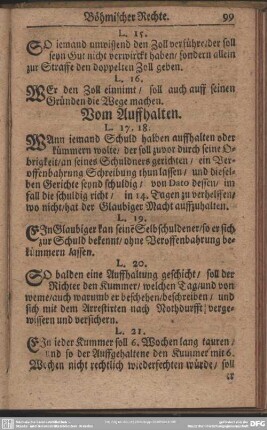 Böhmischer Rechte. 99
L. 15.
SO iemand unwißend den Zoll verführe/der soll
seyn Gut nicht verwirckt haben/ sondern allein
zur Straffe den doppelten Zoll geben.
L. 16.
WEr den Zoll einnimt/ soll auch auff seinen
Gründen die Wege machen.
Vom Auffhalten.
L. 17. 18.
WAnn iemand Schuld halben auffhalten oder
kümmern wolte/ der soll zuvor durch seine O-
brigkeit/an seines Schuldners gerichten/ ein Ver-
offenbahrung Schreibung thun lassen/ und diesel-
ben Gerichte seynd schuldig/ von Dato dessen/ im
fall die schuldig richt/ in 14. Tagen zu verhelffen/
wo nicht/hat der Glaubiger Macht auffzuhalten.
L. 19.
EIn Glaubiger kan seine Selbschuldener/so er sich
zur Schuld bekennt/ ohne Veroffenbahrung be-
kümmern lassen.
L. 20.
SO balden eine Auffhaltung geschicht/ soll der
Richter den Kummer/ welchen Tag/und von
weme/auch warumb er beschehen/beschreiben/ und
sich mit dem Arrestirten nach Nothdurfft/ verge-
wissern und versichern.
L. 21.
EIn ieder Kummer soll 6. Wochen lang tauren/
und so der Auffgehaltene den Kummer mit 6.
Wochen nicht rechtlich wiederfechten würde/ soll
er